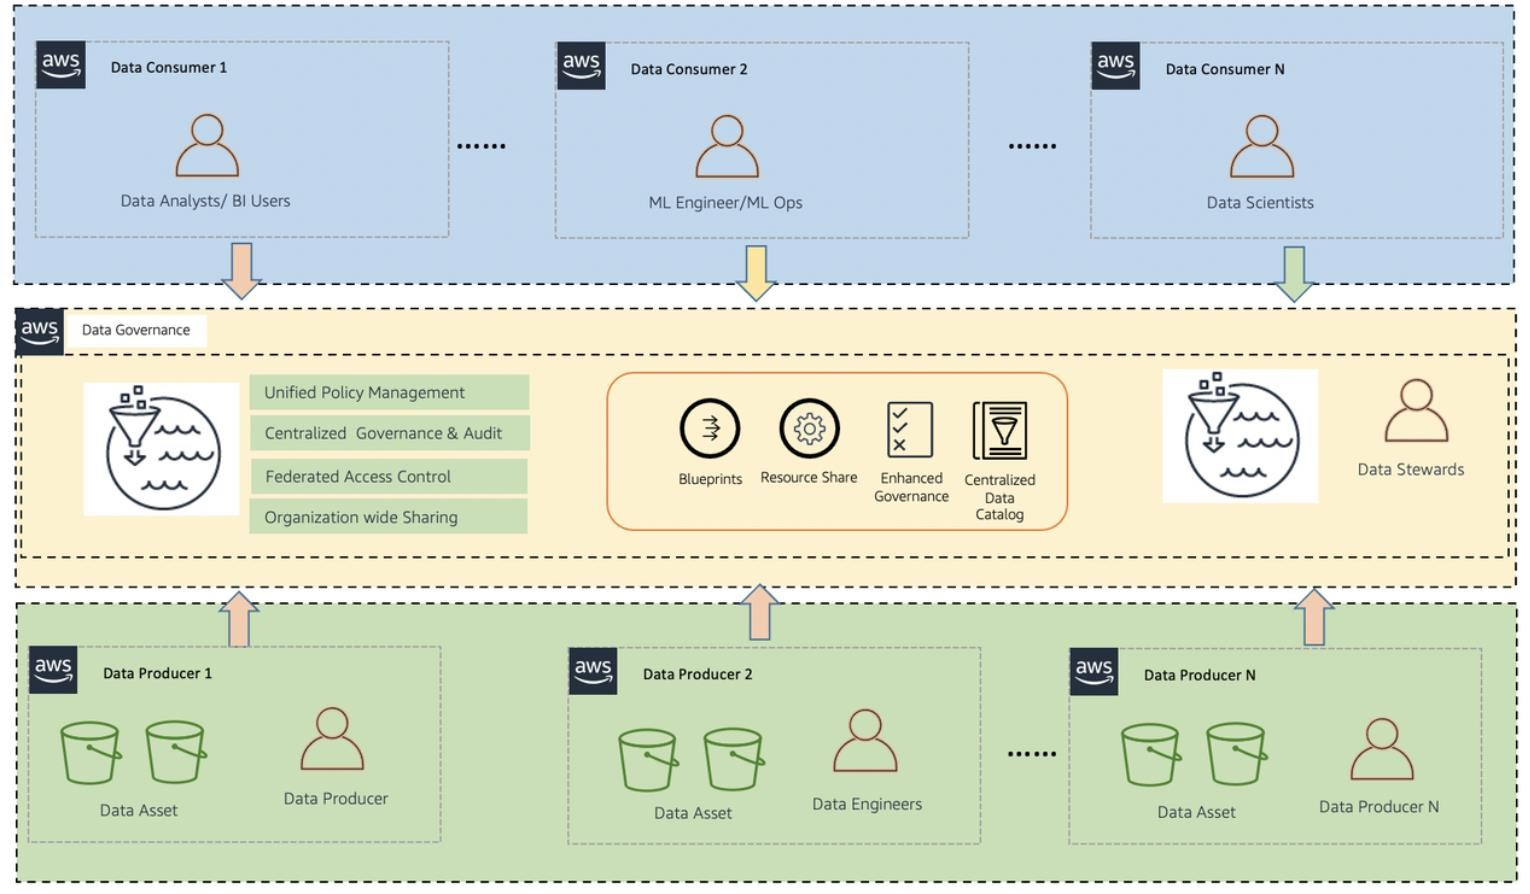 aws
Data Consumer 1
Data Analysts/ BI Users
......
aws
Data Consumer 2
ML Engineer/ML Ops
......
aws
Data Consumer N
Data Scientists
aws
Data Governance
Unified Policy Management
Centralized Governance & Audit
Federated Access Control
Organization wide Sharing
Blueprints
Resource Share
Enhanced
Governance
Centralized
Data
Catalog
Data Stewards
aws
Data Producer 1
Data Asset
Data Producer
aws
Data Producer 2
Data Asset
Data Engineers
......
aws
Data Producer N
Data Asset
Data Producer N